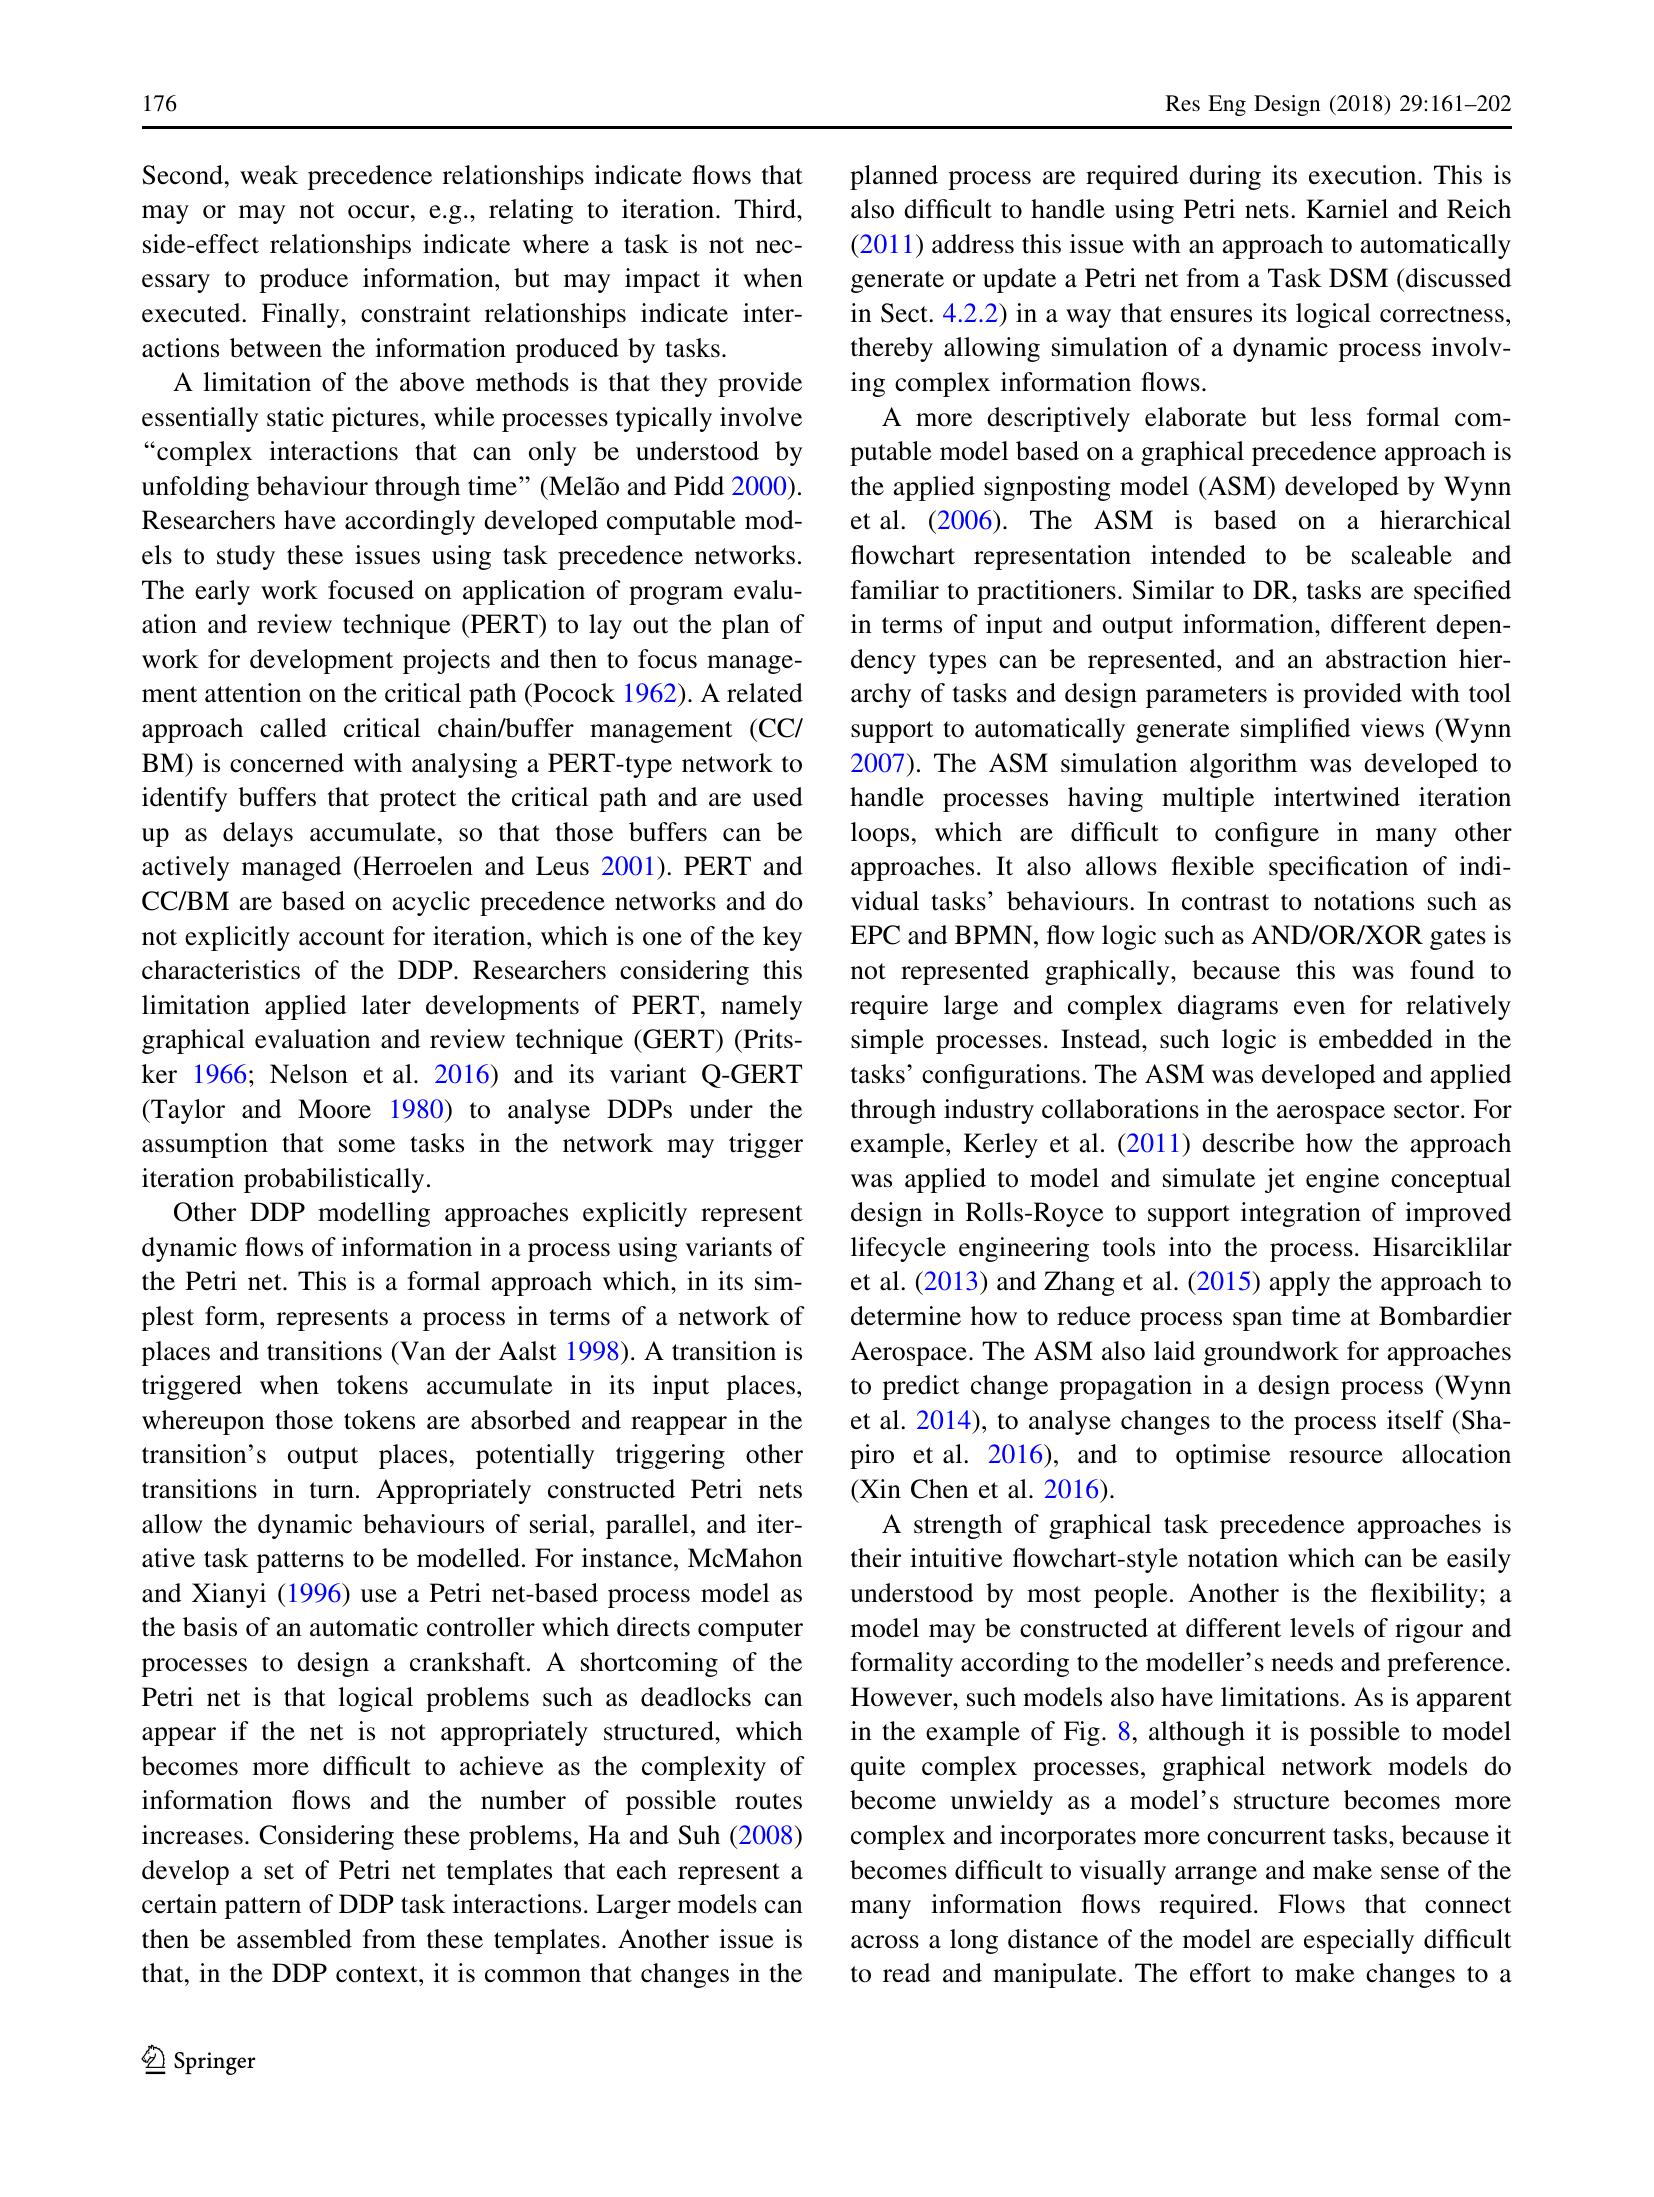 176
Res Eng Design (2018) 29:161–202
Second, weak precedence relationships indicate flows that
may or may not occur, e.g., relating to iteration. Third,
side-effect relationships indicate where a task is not nec-
essary to produce information, but may impact it when
executed. Finally, constraint relationships indicate inter-
actions between the information produced by tasks.
A limitation of the above methods is that they provide
essentially static pictures, while processes typically involve
“complex interactions that can only be understood by
unfolding behaviour through time” (Melão and Pidd 2000).
Researchers have accordingly developed computable mod-
els to study these issues using task precedence networks.
The early work focused on application of program evalu-
ation and review technique (PERT) to lay out the plan of
work for development projects and then to focus manage-
ment attention on the critical path (Pocock 1962). A related
approach called critical chain/buffer management (CC/
BM) is concerned with analysing a PERT-type network to
identify buffers that protect the critical path and are used
up as delays accumulate, so that those buffers can be
actively managed (Herroelen and Leus 2001). PERT and
CC/BM are based on acyclic precedence networks and do
not explicitly account for iteration, which is one of the key
characteristics of the DDP. Researchers considering this
limitation applied later developments of PERT, namely
graphical evaluation and review technique (GERT) (Prits-
ker 1966; Nelson et al. 2016) and its variant Q-GERT
(Taylor and Moore 1980) to analyse DDPs under the
assumption that some tasks in the network may trigger
iteration probabilistically.
Other DDP modelling approaches explicitly represent
dynamic flows of information in a process using variants of
the Petri net. This is a formal approach which, in its sim-
plest form, represents a process in terms of a network of
places and transitions (Van der Aalst 1998). A transition is
triggered when tokens accumulate in its input places,
whereupon those tokens are absorbed and reappear in the
transition’s output places, potentially triggering other
transitions in turn. Appropriately constructed Petri nets
allow the dynamic behaviours of serial, parallel, and iter-
ative task patterns to be modelled. For instance, McMahon
and Xianyi (1996) use a Petri net-based process model as
the basis of an automatic controller which directs computer
processes to design a crankshaft. A shortcoming of the
Petri net is that logical problems such as deadlocks can
appear if the net is not appropriately structured, which
becomes more difficult to achieve as the complexity of
information flows and the number of possible routes
increases. Considering these problems, Ha and Suh (2008)
develop a set of Petri net templates that each represent a
certain pattern of DDP task interactions. Larger models can
then be assembled from these templates. Another issue is
that, in the DDP context, it is common that changes in the
planned process are required during its execution. This is
also difficult to handle using Petri nets. Karniel and Reich
(2011) address this issue with an approach to automatically
generate or update a Petri net from a Task DSM (discussed
in Sect. 4.2.2) in a way that ensures its logical correctness,
thereby allowing simulation of a dynamic process involv-
ing complex information flows.
A more descriptively elaborate but less formal com-
putable model based on a graphical precedence approach is
the applied signposting model (ASM) developed by Wynn
et al. (2006). The ASM is based on a hierarchical
flowchart representation intended to be scaleable and
familiar to practitioners. Similar to DR, tasks are specified
in terms of input and output information, different depen-
dency types can be represented, and an abstraction hier-
archy of tasks and design parameters is provided with tool
support to automatically generate simplified views (Wynn
2007). The ASM simulation algorithm was developed to
handle processes having multiple intertwined iteration
loops, which are difficult to configure in many other
approaches. It also allows flexible specification of indi-
vidual tasks’ behaviours. In contrast to notations such as
EPC and BPMN, flow logic such as AND/OR/XOR gates is
not represented graphically, because this was found to
require large and complex diagrams even for relatively
simple processes. Instead, such logic is embedded in the
tasks’ configurations. The ASM was developed and applied
through industry collaborations in the aerospace sector. For
example, Kerley et al. (2011) describe how the approach
was applied to model and simulate jet engine conceptual
design in Rolls-Royce to support integration of improved
lifecycle engineering tools into the process. Hisarciklilar
et al. (2013) and Zhang et al. (2015) apply the approach to
determine how to reduce process span time at Bombardier
Aerospace. The ASM also laid groundwork for approaches
to predict change propagation in a design process (Wynn
et al. 2014), to analyse changes to the process itself (Sha-
piro et al. 2016), and to optimise resource allocation
(Xin Chen et al. 2016).
A strength of graphical task precedence approaches is
their intuitive flowchart-style notation which can be easily
understood by most people. Another is the flexibility; a
model may be constructed at different levels of rigour and
formality according to the modeller’s needs and preference.
However, such models also have limitations. As is apparent
in the example of Fig. 8, although it is possible to model
quite complex processes, graphical network models do
become unwieldy as a model’s structure becomes more
complex and incorporates more concurrent tasks, because it
becomes difficult to visually arrange and make sense of the
many information flows required. Flows that connect
across a long distance of the model are especially difficult
to read and manipulate. The effort to make changes to a
Springer